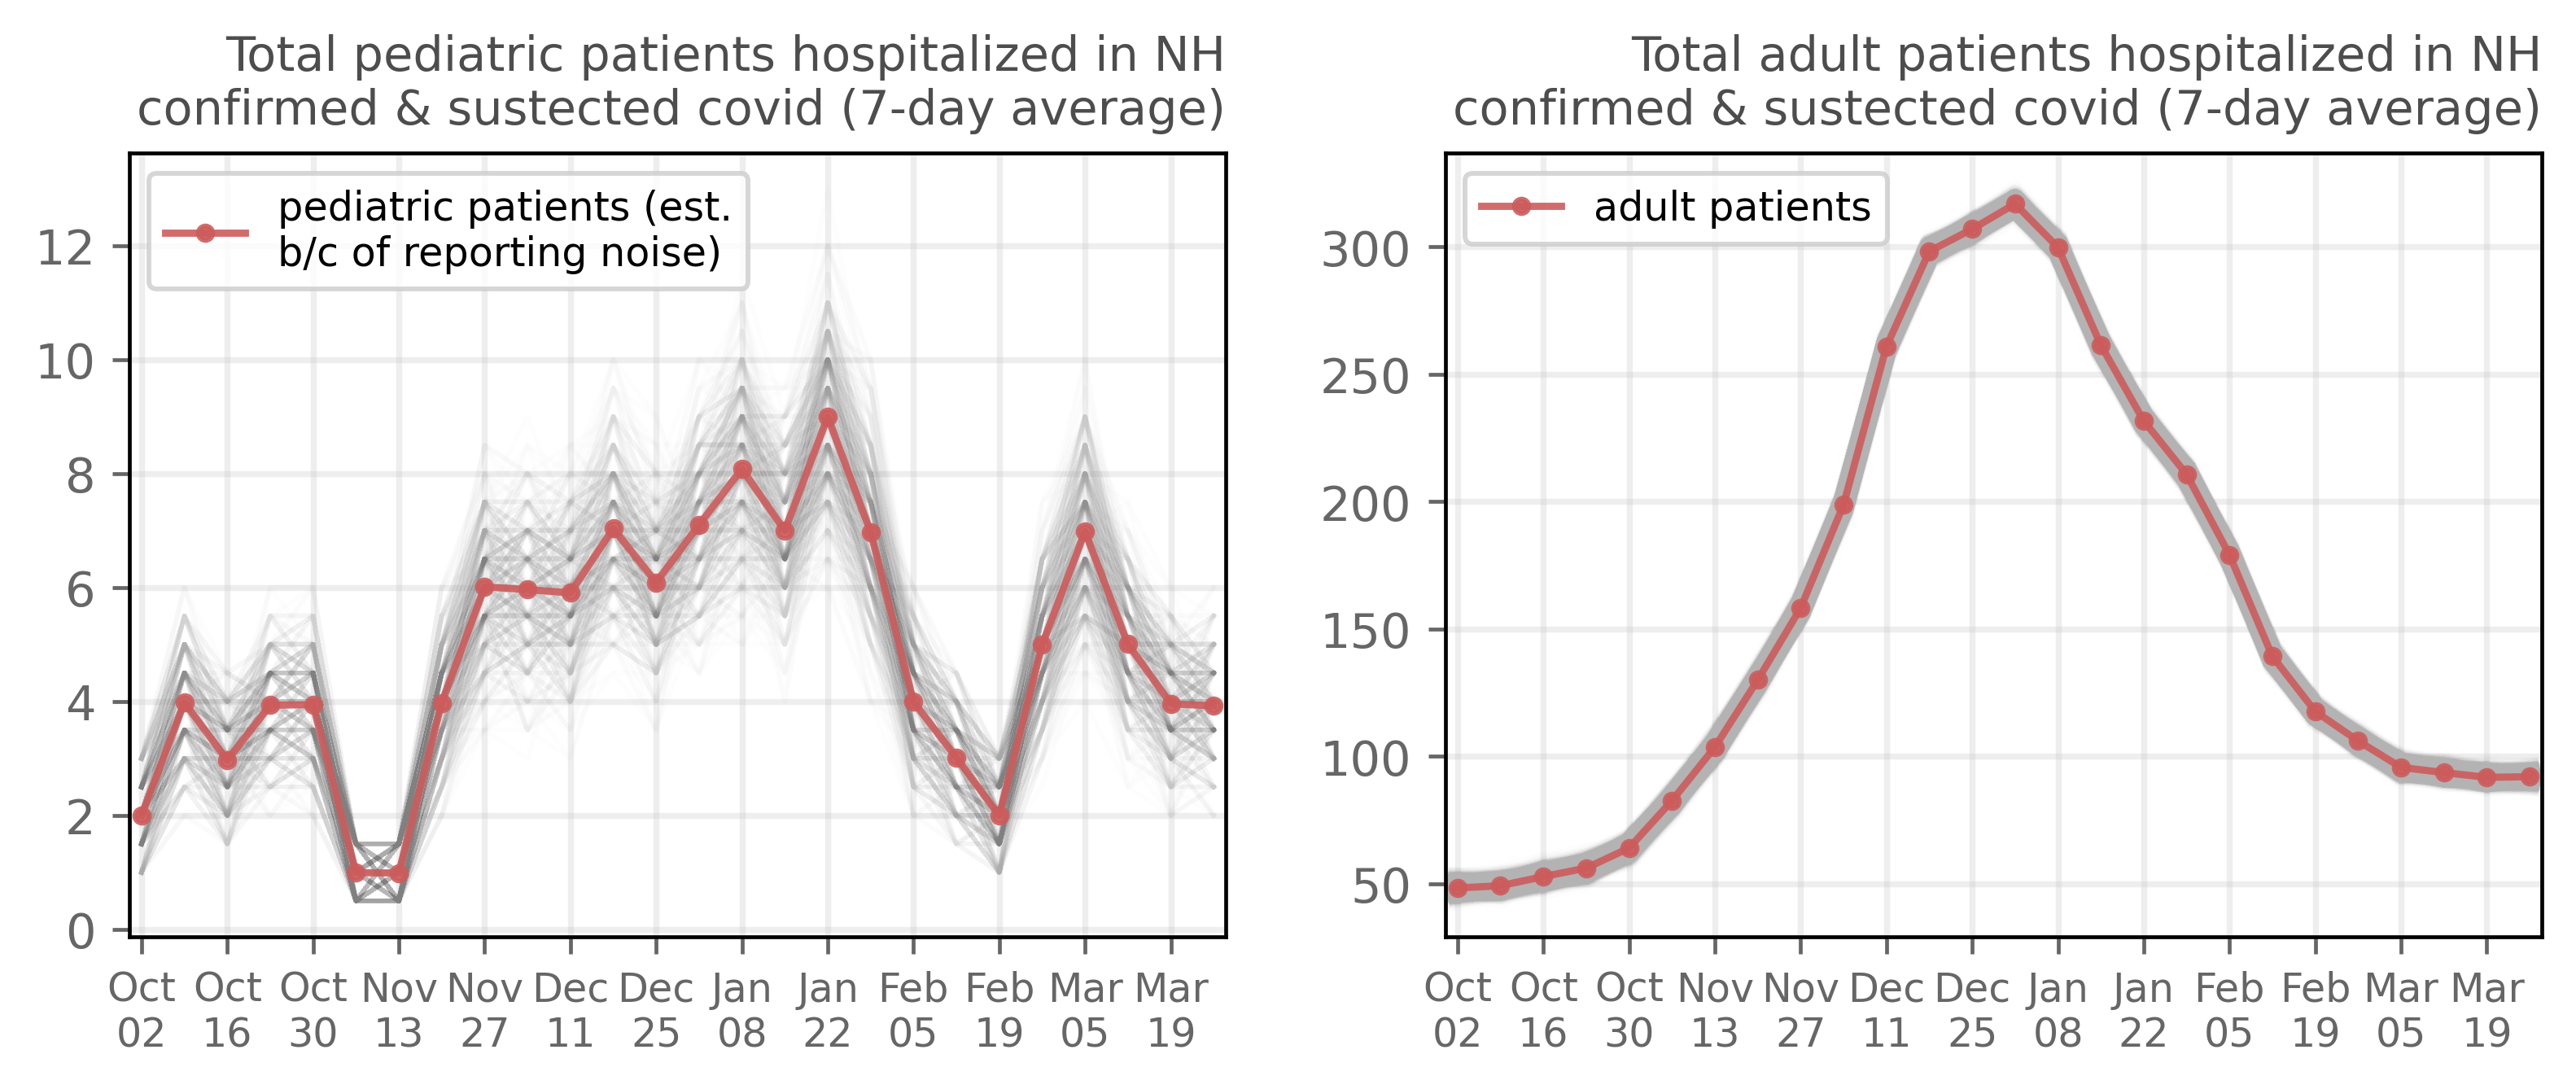 Total pediatric patients hospitalized in NH
confirmed & sustected covid (7-day average)
pediatric patients (est.
b/c of reporting noise)
12
10
8
6
4
2
0
Oct Oct Oct Nov Nov Dec Dec Jan Jan Feb Feb Mar Mar
02 16 30 13 27 11 25 08 22 05 19 05 19
Total adult patients hospitalized in NH
confirmed & sustected covid (7-day average)
adult patients
300
250
200
150
100
50
Oct Oct Oct Nov Nov Dec Dec Jan Jan Feb Feb Mar Mar
02 16 30 13 27 11 25 08 22 05 19 05 19